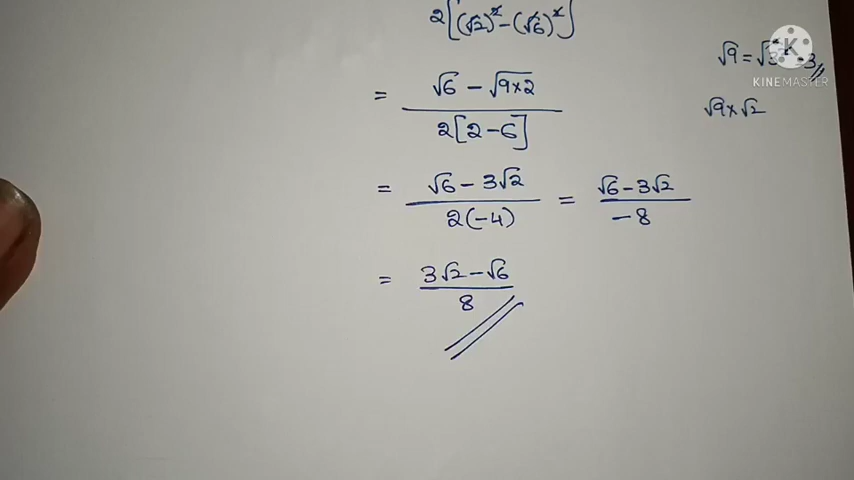 2[(√2)² - (√6)²]
√9 = √3² = 3
KINEMASTER
√9 × √2
= √6 - √9×2 / 2[2-6]
= √6 - 3√2 / 2(-4) = √6 - 3√2 / -8
= 3√2 - √6 / 8